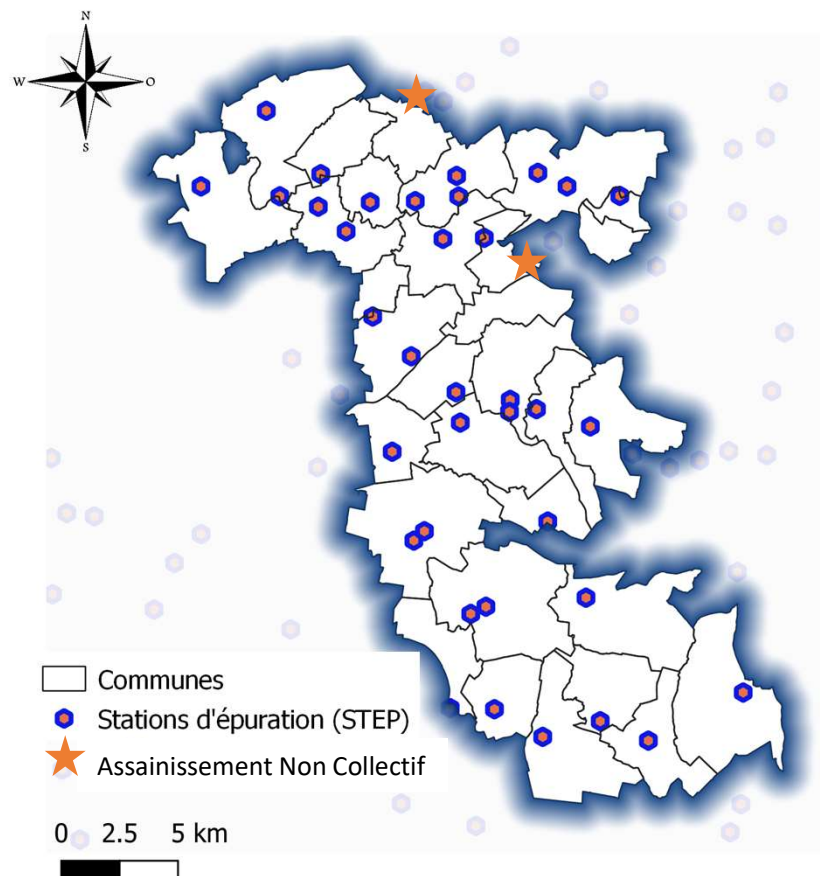 N
W O
S
Communes
Stations d'épuration (STEP)
Assainissement Non Collectif
0 2.5 5 km